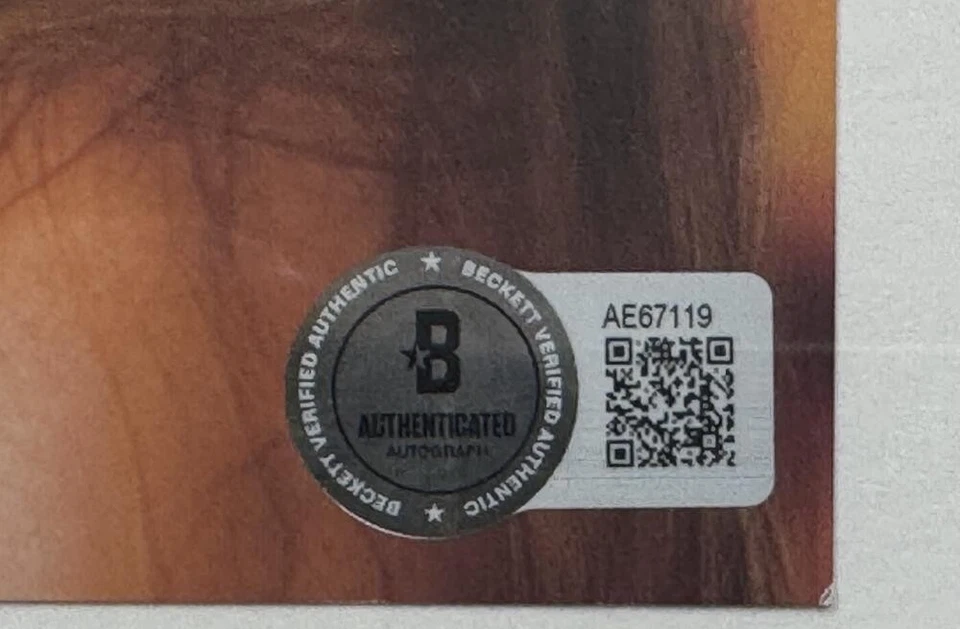 BECKETT VERIFIED AUTHENTIC
BECKETT VERIFIED AUTHENTIC
B
AUTHENTICATED
AUTOGRAPH
AE67119